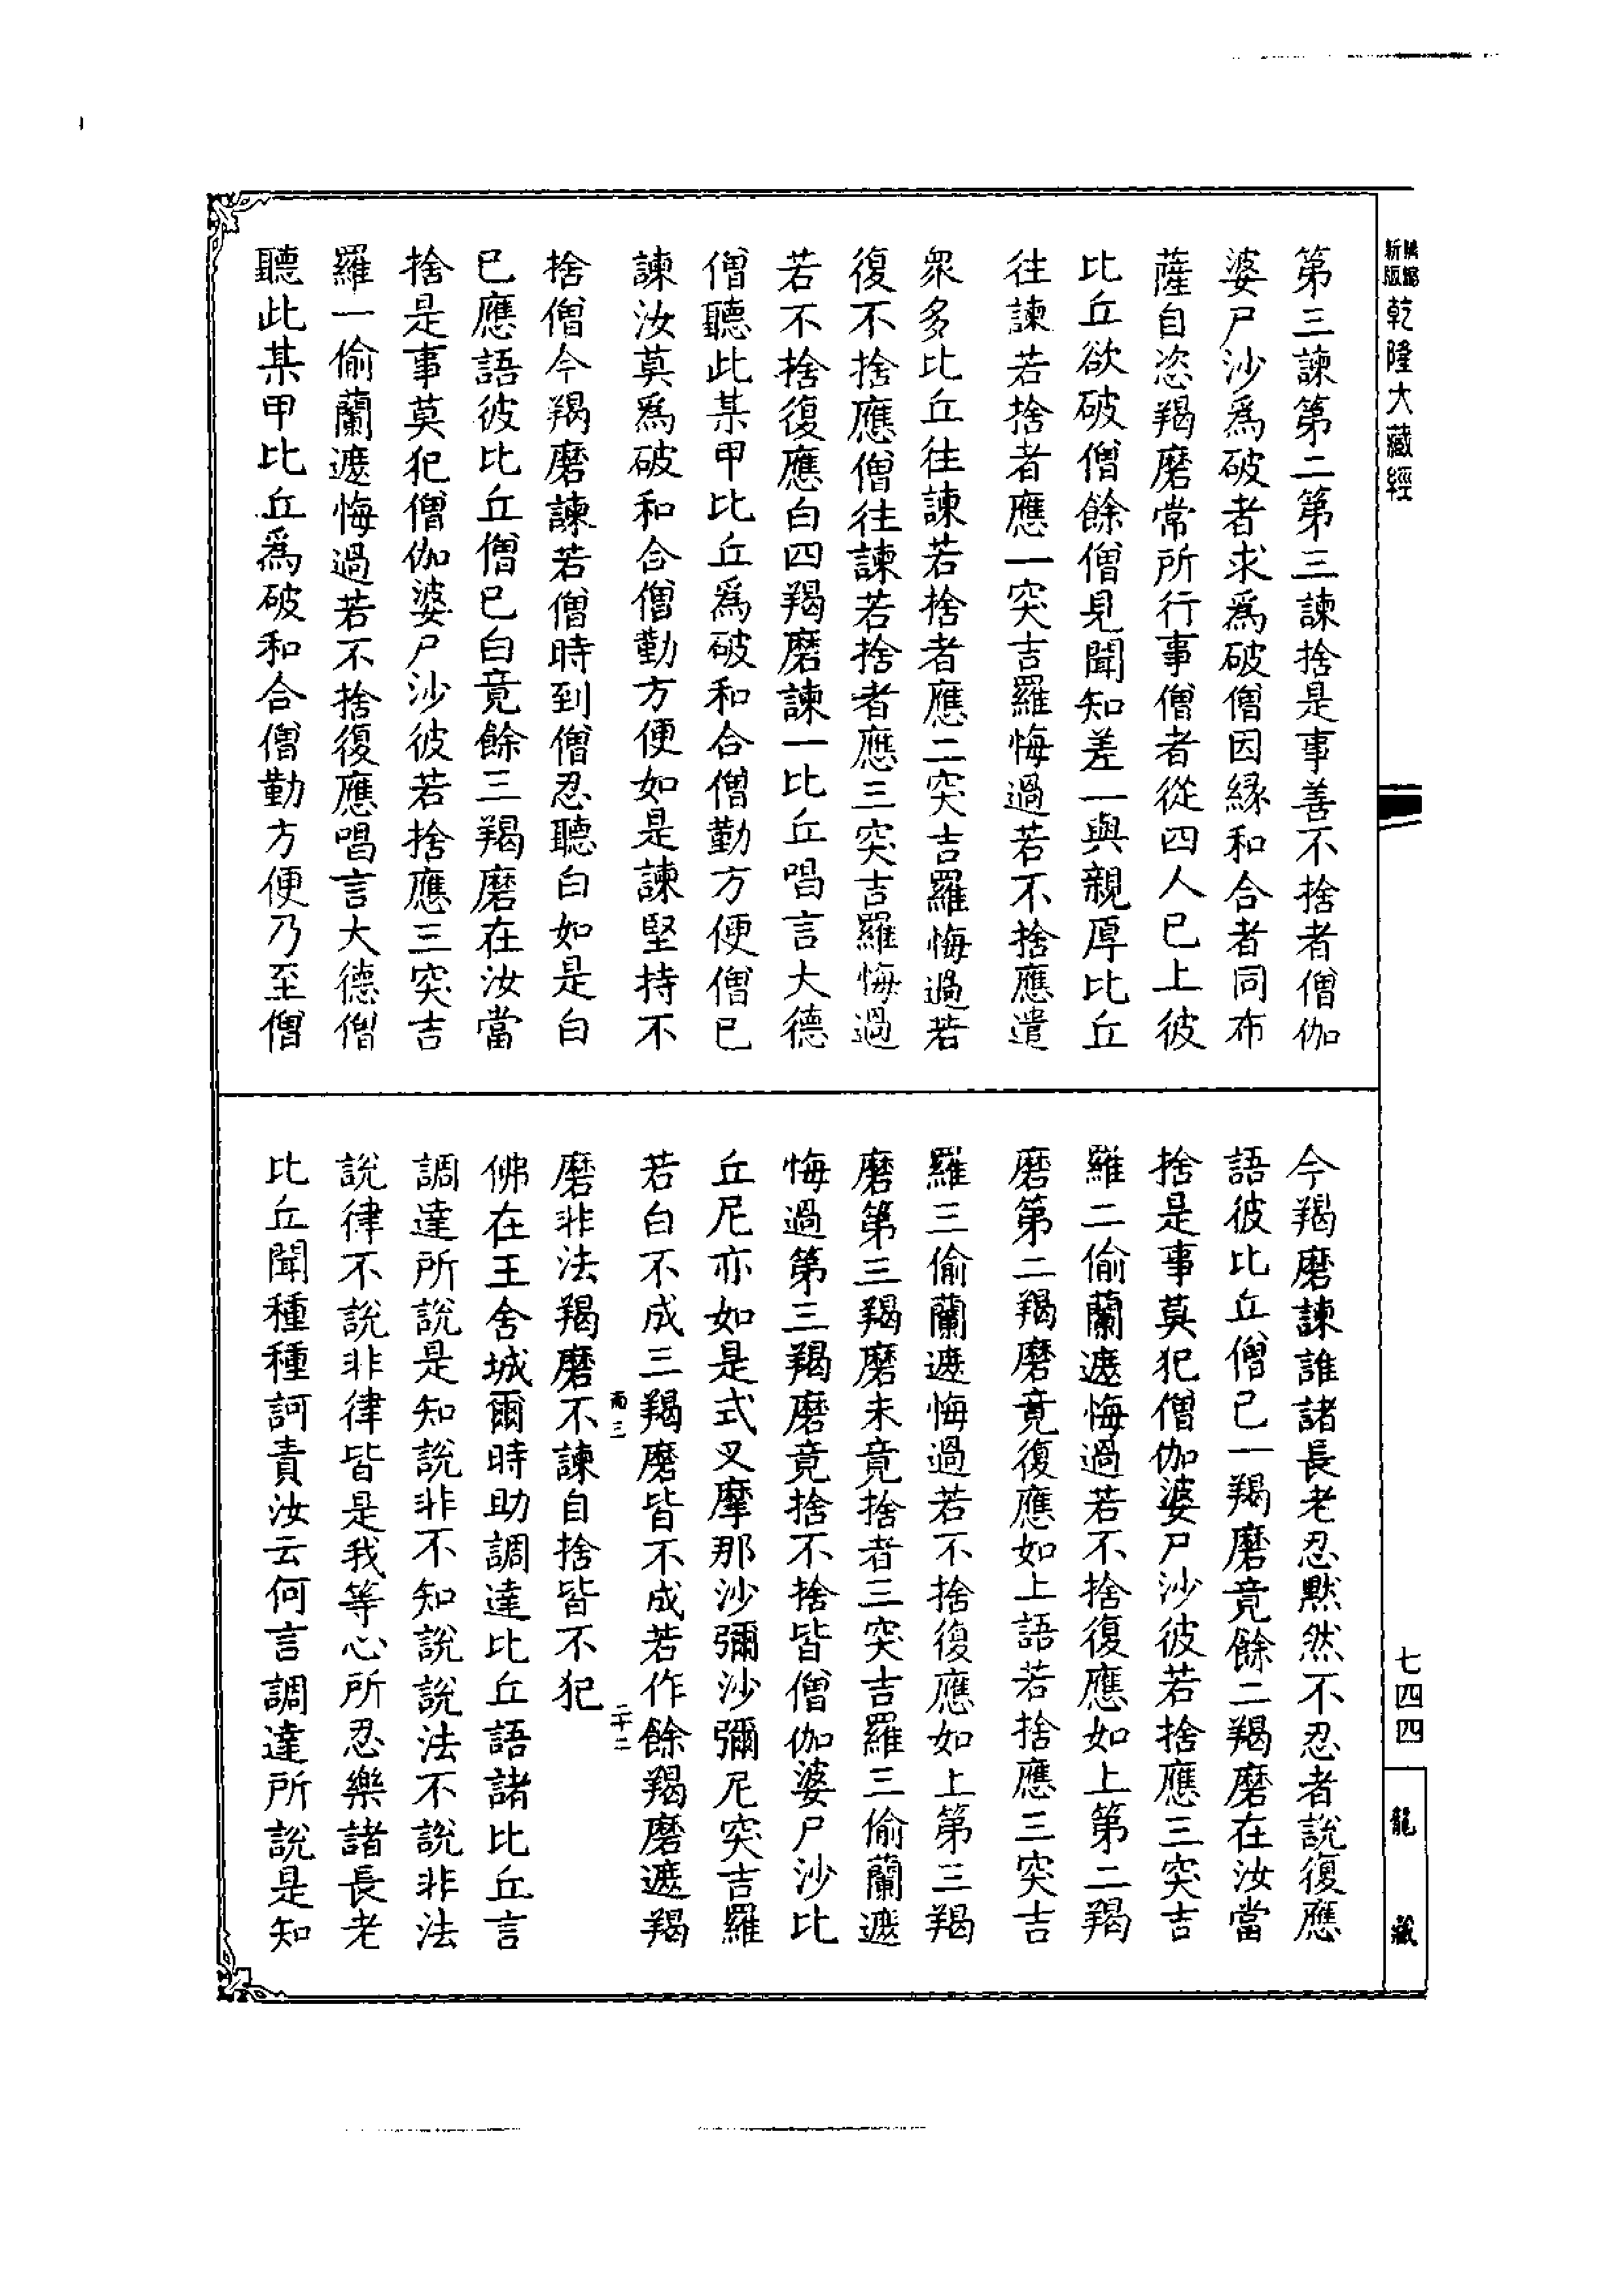 新版
乾隆大藏經
第三諫第二第三諫捨是事善不捨者僧伽
婆尸沙爲破者求爲破僧因緣和合者同布
薩自恣羯磨常所行事僧者從四人已上彼
比丘欲破僧餘僧見聞知差一與親厚比丘
往諫若捨者應一突吉羅悔過若不捨應遣
眾多比丘往諫若捨者應二突吉羅悔過若
復不捨應僧往諫若捨者應三突吉羅悔過
若不捨復應白四羯磨諫一比丘唱言大德
僧聽此某甲比丘爲破和合僧勤方便僧已
諫汝莫爲破和合僧勤方便如是諫堅持不
捨僧今羯磨諫若僧時到僧忍聽白如是白
已應語彼比丘僧已白竟餘三羯磨在汝當
捨是事莫犯僧伽婆尸沙彼若捨應三突吉
羅一偷蘭遮悔過若不捨復應唱言大德僧
聽此某甲比丘爲破和合僧勤方便乃至僧
今羯磨諫誰諸長老忍默然不忍者說復應
語彼比丘僧已一羯磨竟餘二羯磨在汝當
捨是事莫犯僧伽婆尸沙彼若捨應三突吉
羅二偷蘭遮悔過若不捨復應如上第二羯
磨第二羯磨竟復應如上語若捨應三突吉
羅三偷蘭遮悔過若不捨復應如上第三羯
磨第三羯磨未竟捨者三突吉羅三偷蘭遮
悔過第三羯磨竟捨不捨皆僧伽婆尸沙比
丘尼亦如是式叉摩那沙彌沙彌尼突吉羅
若白不成三羯磨皆不成若作餘羯磨遮羯
磨非法羯磨不諫自捨皆不犯
佛在王舍城爾時助調達比丘語諸比丘言
調達所說是知說非不知說說法不說非法
說律不說非律皆是我等心所忍樂諸長老
比丘聞種種訶責汝云何言調達所說是知
七四四
龍藏